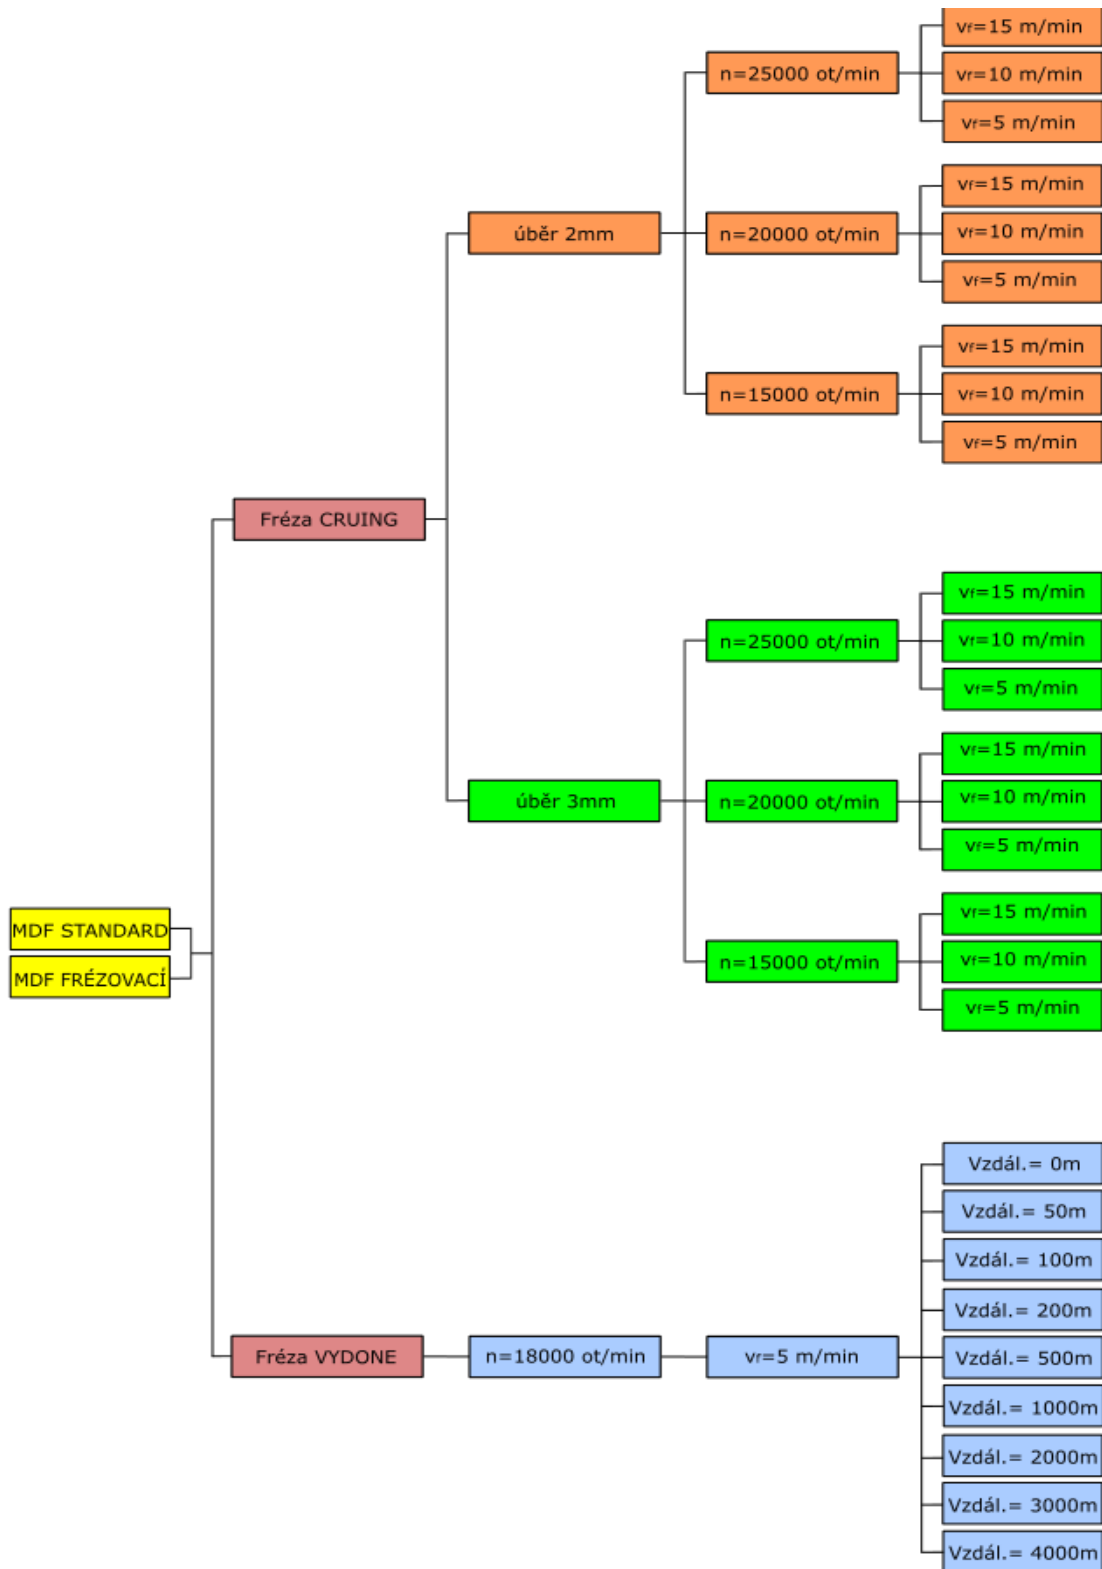 MDF STANDARD
MDF FRÉZOVACÍ
Fréza CRUING
úběr 2mm
n=25000 ot/min
vf=15 m/min
vf=10 m/min
vf=5 m/min
n=20000 ot/min
vf=15 m/min
vf=10 m/min
vf=5 m/min
n=15000 ot/min
vf=15 m/min
vf=10 m/min
vf=5 m/min
úběr 3mm
n=25000 ot/min
vf=15 m/min
vf=10 m/min
vf=5 m/min
n=20000 ot/min
vf=15 m/min
vf=10 m/min
vf=5 m/min
n=15000 ot/min
vf=15 m/min
vf=10 m/min
vf=5 m/min
Fréza VYDONE
n=18000 ot/min
vf=5 m/min
Vzdál.= 0m
Vzdál.= 50m
Vzdál.= 100m
Vzdál.= 200m
Vzdál.= 500m
Vzdál.= 1000m
Vzdál.= 2000m
Vzdál.= 3000m
Vzdál.= 4000m